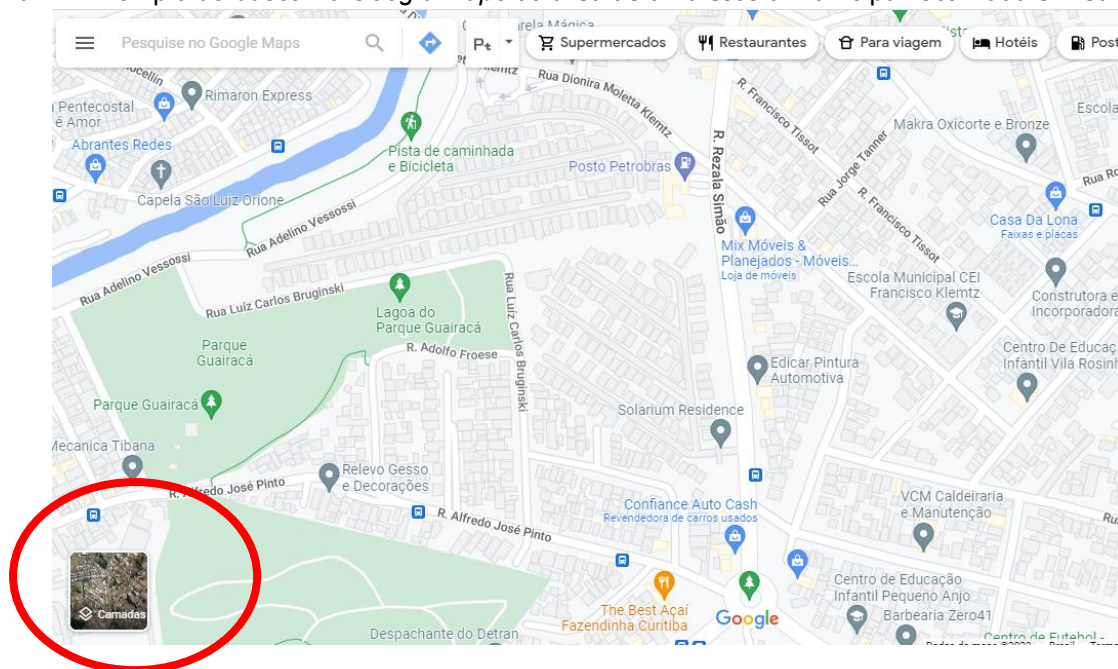 Pesquise no Google Maps
Supermercados
Restaurantes
Para viagem
Hotéis
Post
Rimaron Express
Pentecostal
é Amor
Abrantes Redes
Capela São Luiz Orione
Pista de caminhada
e Bicicleta
Rua Dionira Moletta Klemtz
Posto Petrobras
R. Rezala Simão
R. Francisco Tissot
Makra Oxicorte e Bronze
Escola
Rua Jorge Tanner
R. Francisco Tissot
Casa Da Lona
Faixas e placas
Mix Móveis &
Planejados - Móveis...
Loja de móveis
Escola Municipal CEI
Francisco Klemtz
Construtora e
Incorporadora
Rua Adelino Vessossi
Rua Adelino Vessossi
Rua Luiz Carlos Bruginski
Rua Luiz Carlos Bruginski
Lagoa do
Parque Guairacá
Parque
Guairacá
R. Adolfo Froese
Edicar Pintura
Automotiva
Centro De Educaç
Infantil Vila Rosinh
Parque Guairacá
Solarium Residence
Mecanica Tibana
Relevo Gesso
e Decorações
R. Alfredo José Pinto
R. Alfredo José Pinto
Confiance Auto Cash
Revendedora de carros usados
VCM Caldeiraria
e Manutenção
Camadas
The Best Açaí
Fazendinha Curitiba
Google
Centro de Educação
Infantil Pequeno Anjo
Barbearia Zero41
Despachante do Detran
Centro de Futebol -